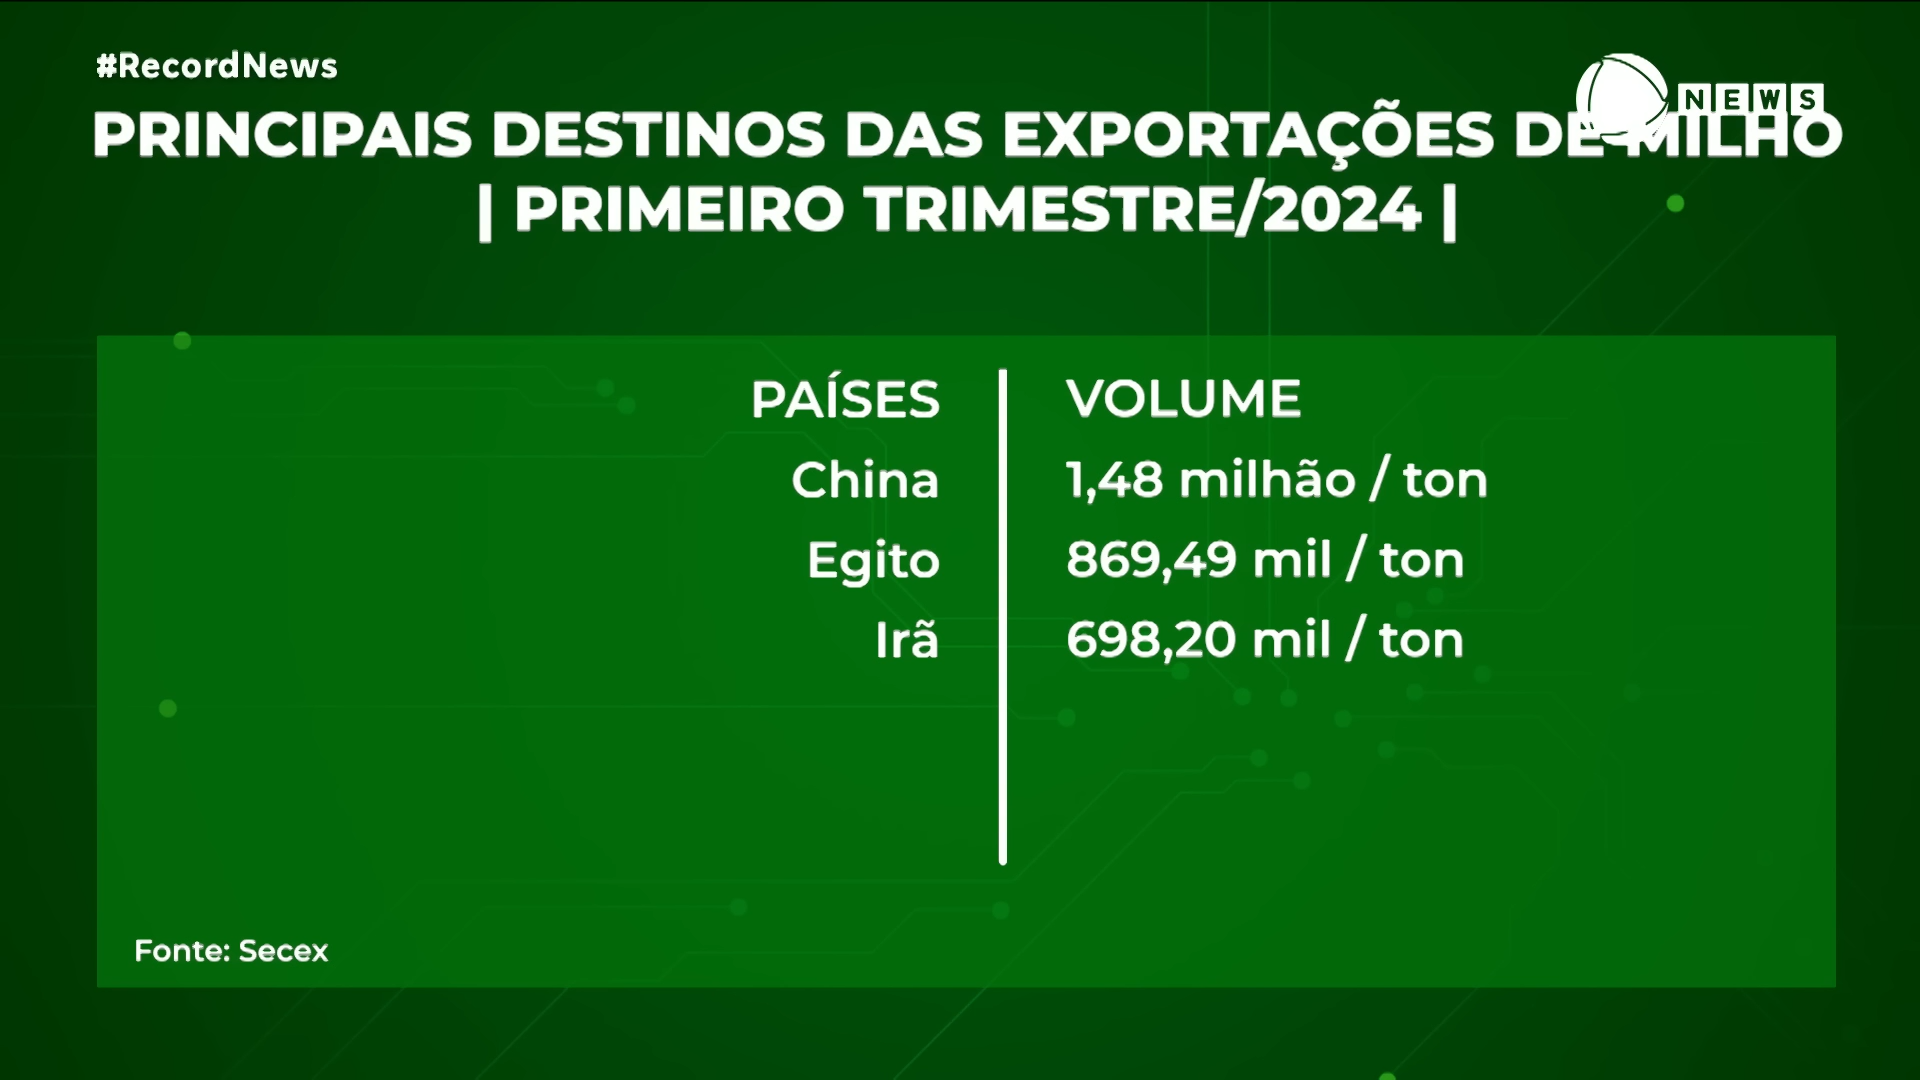 #RecordNews
NEWS
PRINCIPAIS DESTINOS DAS EXPORTAÇÕES DE MILHO
| PRIMEIRO TRIMESTRE/2024 |
PAÍSES VOLUME
China 1,48 milhão / ton
Egito 869,49 mil / ton
Irã 698,20 mil / ton
Fonte: Secex